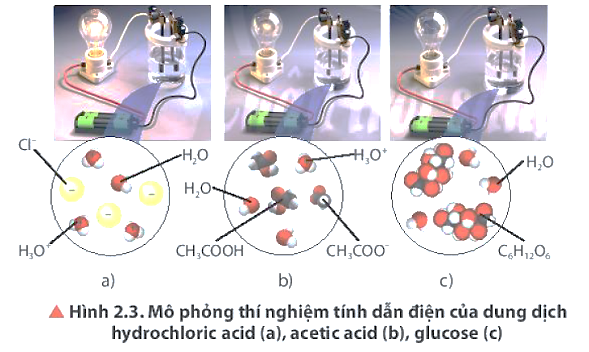 Cl⁻
H₂O
H₃O⁺
a)
H₃O⁺
H₂O
CH₃COOH
CH₃COO⁻
b)
H₂O
C₆H₁₂O₆
c)
▲ Hình 2.3. Mô phỏng thí nghiệm tính dẫn điện của dung dịch
hydrochloric acid (a), acetic acid (b), glucose (c)